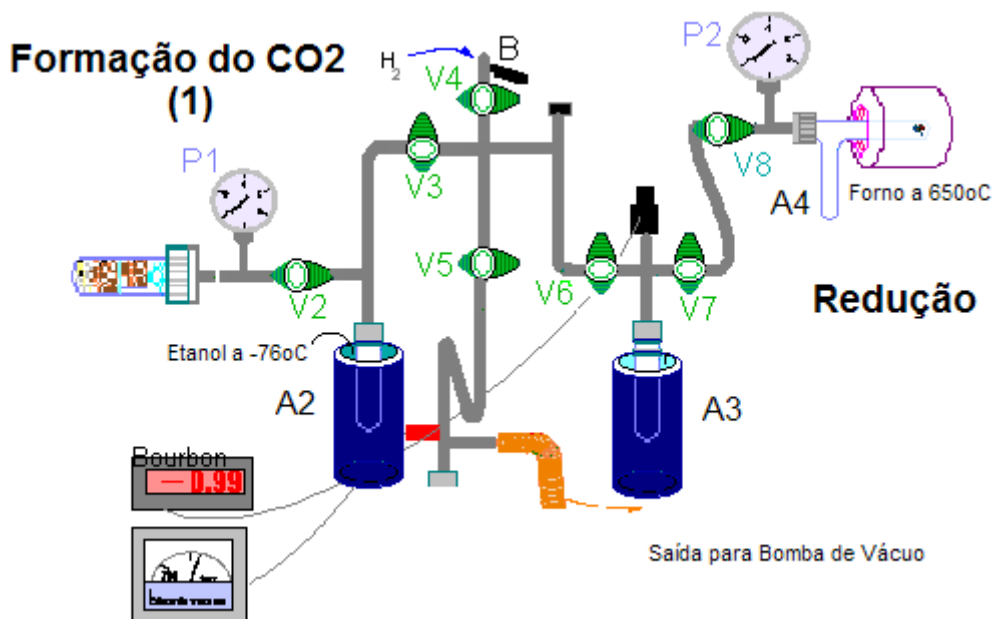 Formação do CO2
(1)
H2
B
V4
P2
P1
V3
V8
A4
Forno a 650oC
V2
V5
V6
V7
Redução
Etanol a -76oC
A2
A3
Bourbon
-0.99
Saída para Bomba de Vácuo